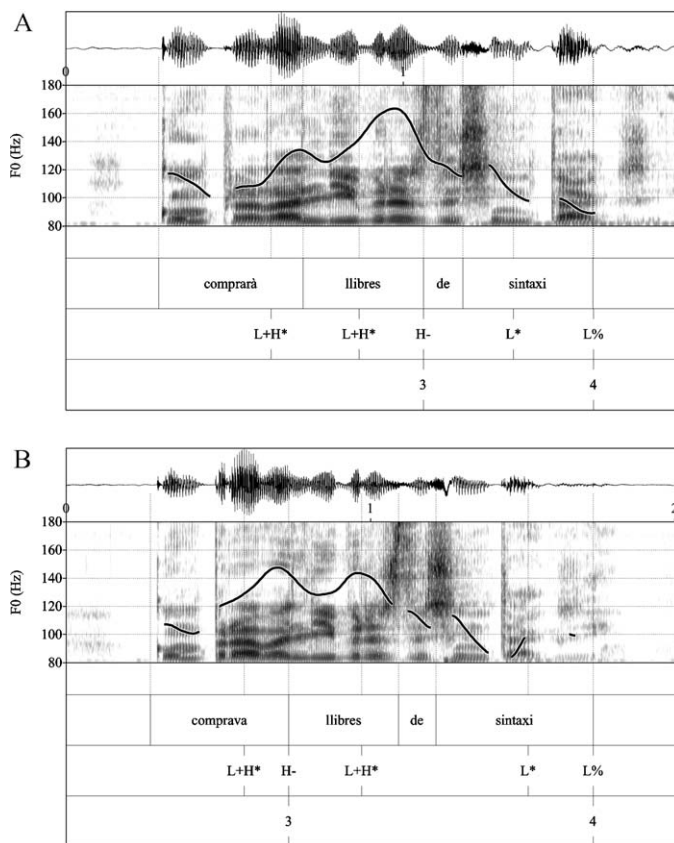 A
0 1
180
160
140
120
100
80
F0 (Hz)
comprarà llibres de sintaxi
L+H* L+H* H- L* L%
3 4
B
0 1 2
180
160
140
120
100
80
F0 (Hz)
comprava llibres de sintaxi
L+H* H- L+H* L* L%
3 4